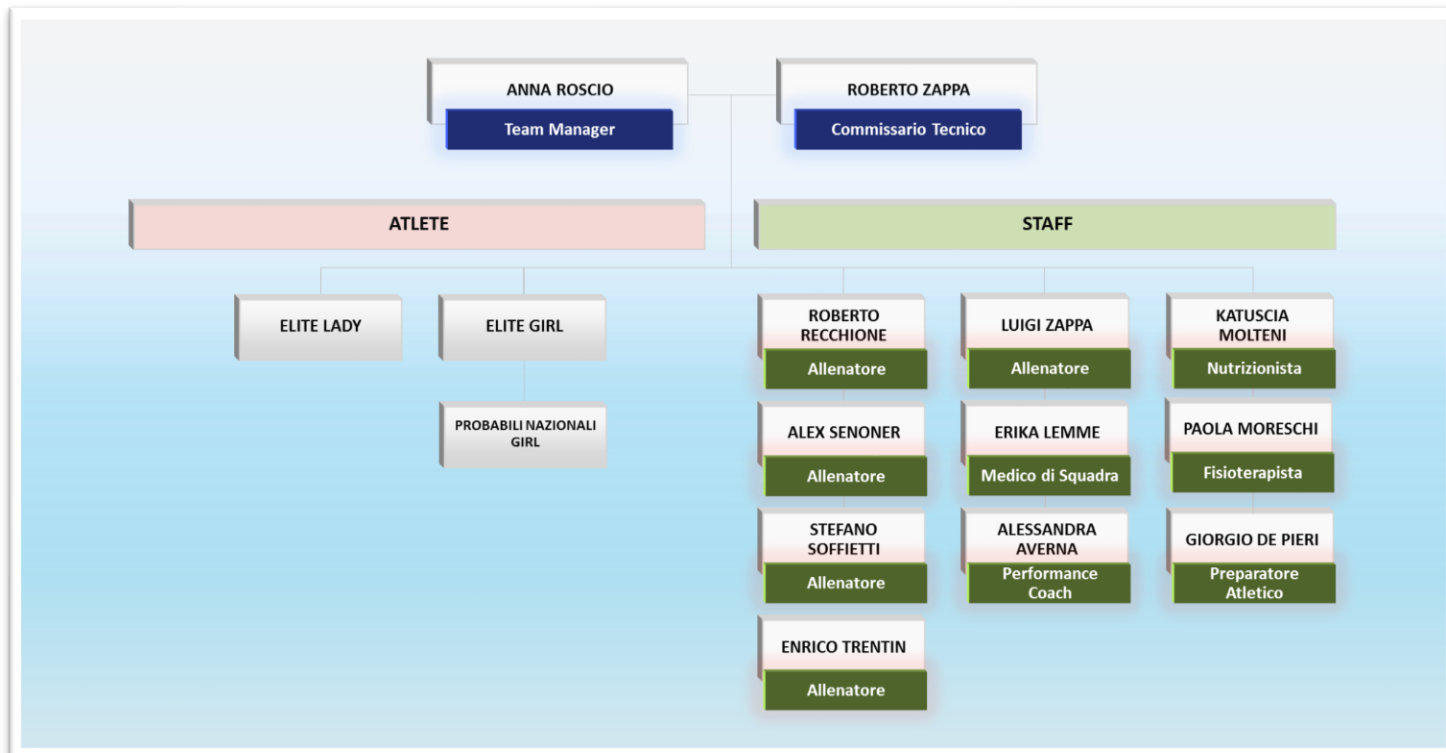 ANNA ROSCIO
Team Manager
ROBERTO ZAPPA
Commissario Tecnico
ATLETE
STAFF
ELITE LADY
ELITE GIRL
PROBABILI NAZIONALI
GIRL
ROBERTO
RECCHIONE
Allenatore
ALEX SENONER
Allenatore
STEFANO
SOFFIETTI
Allenatore
ENRICO TRENTIN
Allenatore
LUIGI ZAPPA
Allenatore
ERIKA LEMME
Medico di Squadra
ALESSANDRA
AVERNA
Performance
Coach
KATUSCIA
MOLTENI
Nutrizionista
PAOLA MORESCHI
Fisioterapista
GIORGIO DE PIERI
Preparatore
Atletico